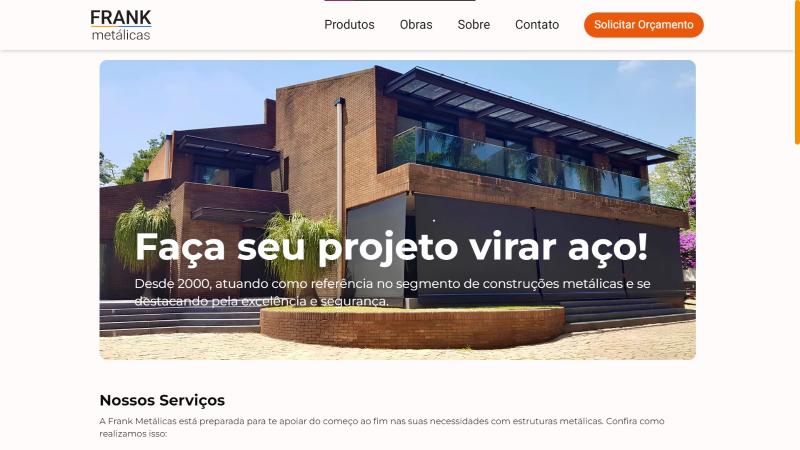 FRANK
metálicas
Produtos Obras Sobre Contato Solicitar Orçamento
Faça seu projeto virar aço!
Desde 2000, atuando como referência no segmento de construções metálicas e se
destacando pela excelência e segurança.
Nossos Serviços
A Frank Metálicas está preparada para te apoiar do começo ao fim nas suas necessidades com estruturas metálicas. Confira como
realizamos isso: